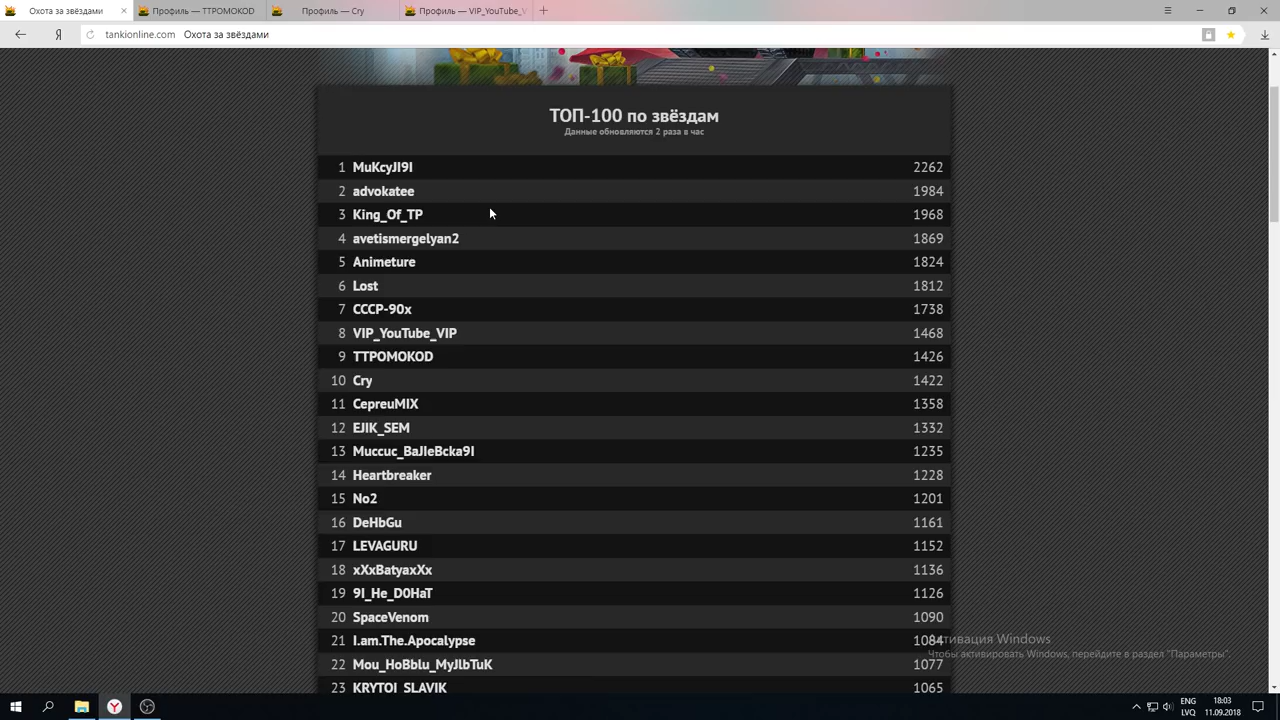 Охота за звёздами
Профиль — TTPOMOKOD
Профиль — Cry
Профиль — VIP_YouTube_V
Я
tankionline.com Охота за звёздами
ТОП-100 по звёздам
Данные обновляются 2 раза в час
1 MuKcyJI9I 2262
2 advokatee 1984
3 King_Of_TP 1968
4 avetismergelyan2 1869
5 Animeture 1824
6 Lost 1812
7 CCCP-90x 1738
8 VIP_YouTube_VIP 1468
9 TTPOMOKOD 1426
10 Cry 1422
11 CepreuMIX 1358
12 EJIK_SEM 1332
13 Muccuc_BaJIeBcka9I 1235
14 Heartbreaker 1228
15 No2 1201
16 DeHbGu 1161
17 LEVAGURU 1152
18 xXxBatyaxXx 1136
19 9I_He_D0HaT 1126
20 SpaceVenom 1090
21 I.am.The.Apocalypse 1084
22 Mou_HoBblu_MyJlbTuK 1077
23 KRYTOI_SLAVIK 1065
Активация Windows
Чтобы активировать Windows, перейдите в раздел "Параметры".
ENG
LVQ
18:03
11.09.2018